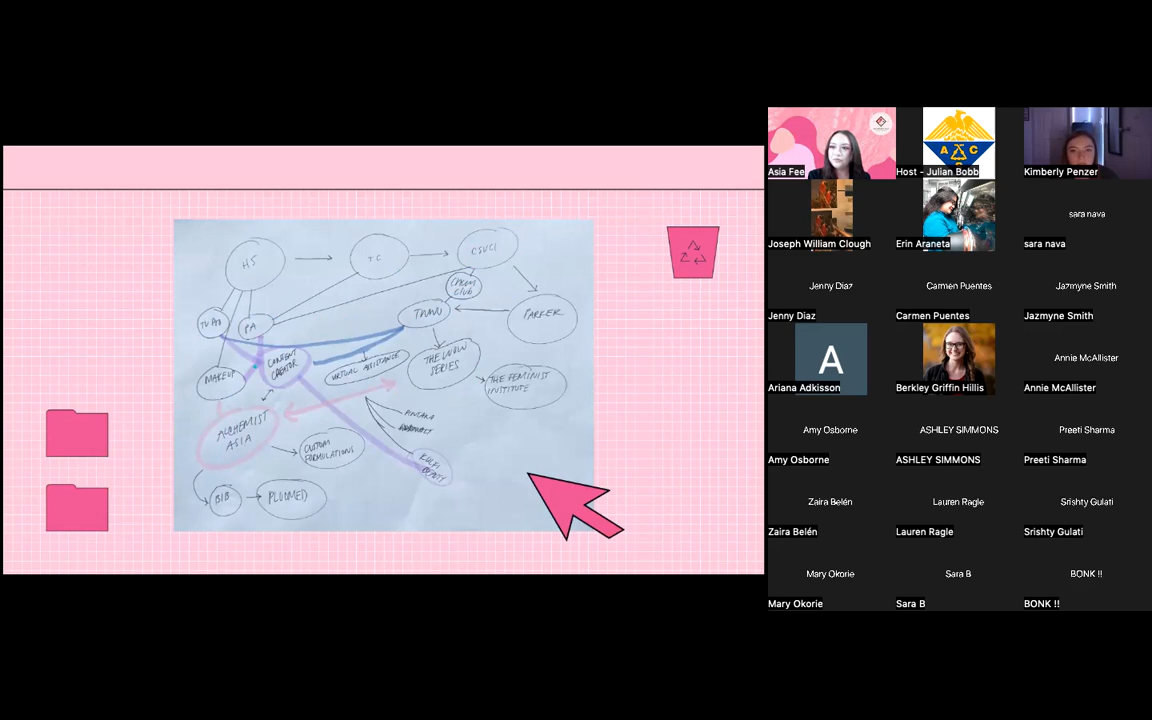 HS
TC
CSUCI
CHEM
CLUB
PA
TNWW
PARKER
MAKEUP
CONTENT
CREATOR
VIRTUAL ASSISTANCE
THE WOW
SERIES
THE FEMINIST
INSTITUTE
ALCHEMIST
ASIA
CUSTOM
FORMULATIONS
KULFI
BEAUTY
BIB
PLOOMED
Asia Fee
A C
S
Host - Julian Bobb
Kimberly Penzer
Joseph William Clough
Erin Araneta
sara nava
sara nava
Jenny Diaz
Jenny Diaz
Carmen Puentes
Carmen Puentes
Jazmyne Smith
Jazmyne Smith
A
Ariana Adkisson
Berkley Griffin Hillis
Annie McAllister
Annie McAllister
Amy Osborne
Amy Osborne
ASHLEY SIMMONS
ASHLEY SIMMONS
Preeti Sharma
Preeti Sharma
Zaira Belén
Zaira Belén
Lauren Ragle
Lauren Ragle
Srishty Gulati
Srishty Gulati
Mary Okorie
Mary Okorie
Sara B
Sara B
BONK !!
BONK !!